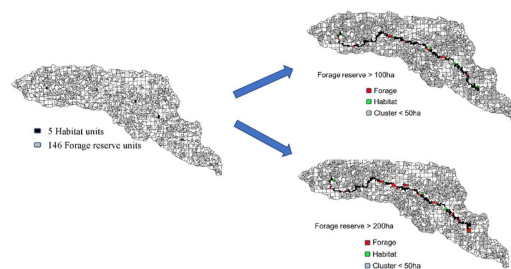 5 Habitat units
146 Forage reserve units
Forage reserve > 100ha
Forage
Habitat
Cluster < 50ha
Forage reserve > 200ha
Forage
Habitat
Cluster < 50ha